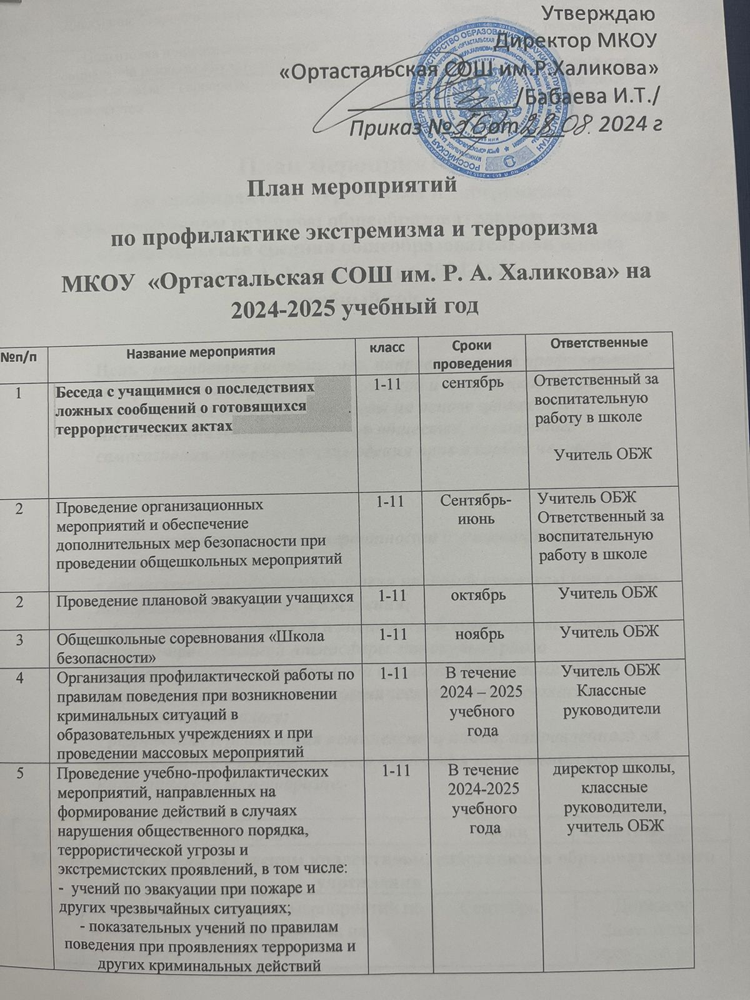 Утверждаю
Директор МКОУ
«Ортастальская СОШ им.Р.Халикова»
/Бабаева И.Т./
Приказ № от 28.08. 2024 г
План мероприятий
по профилактике экстремизма и терроризма
МКОУ «Ортастальская СОШ им. Р. А. Халикова» на
2024-2025 учебный год
№п/п
Название мероприятия
класс
Сроки
проведения
Ответственные
1
Беседа с учащимися о последствиях
ложных сообщений о готовящихся
террористических актах
1-11
сентябрь
Ответственный за
воспитательную
работу в школе
Учитель ОБЖ
2
Проведение организационных
мероприятий и обеспечение
дополнительных мер безопасности при
проведении общешкольных мероприятий
1-11
Сентябрь-
июнь
Учитель ОБЖ
Ответственный за
воспитательную
работу в школе
2
Проведение плановой эвакуации учащихся
1-11
октябрь
Учитель ОБЖ
3
Общешкольные соревнования «Школа
безопасности»
1-11
ноябрь
Учитель ОБЖ
4
Организация профилактической работы по
правилам поведения при возникновении
криминальных ситуаций в
образовательных учреждениях и при
проведении массовых мероприятий
1-11
В течение
2024 – 2025
учебного
года
Учитель ОБЖ
Классные
руководители
5
Проведение учебно-профилактических
мероприятий, направленных на
формирование действий в случаях
нарушения общественного порядка,
террористической угрозы и
экстремистских проявлений, в том числе:
- учений по эвакуации при пожаре и
других чрезвычайных ситуациях;
- показательных учений по правилам
поведения при проявлениях терроризма и
других криминальных действий
1-11
В течение
2024-2025
учебного
года
директор школы,
классные
руководители,
учитель ОБЖ